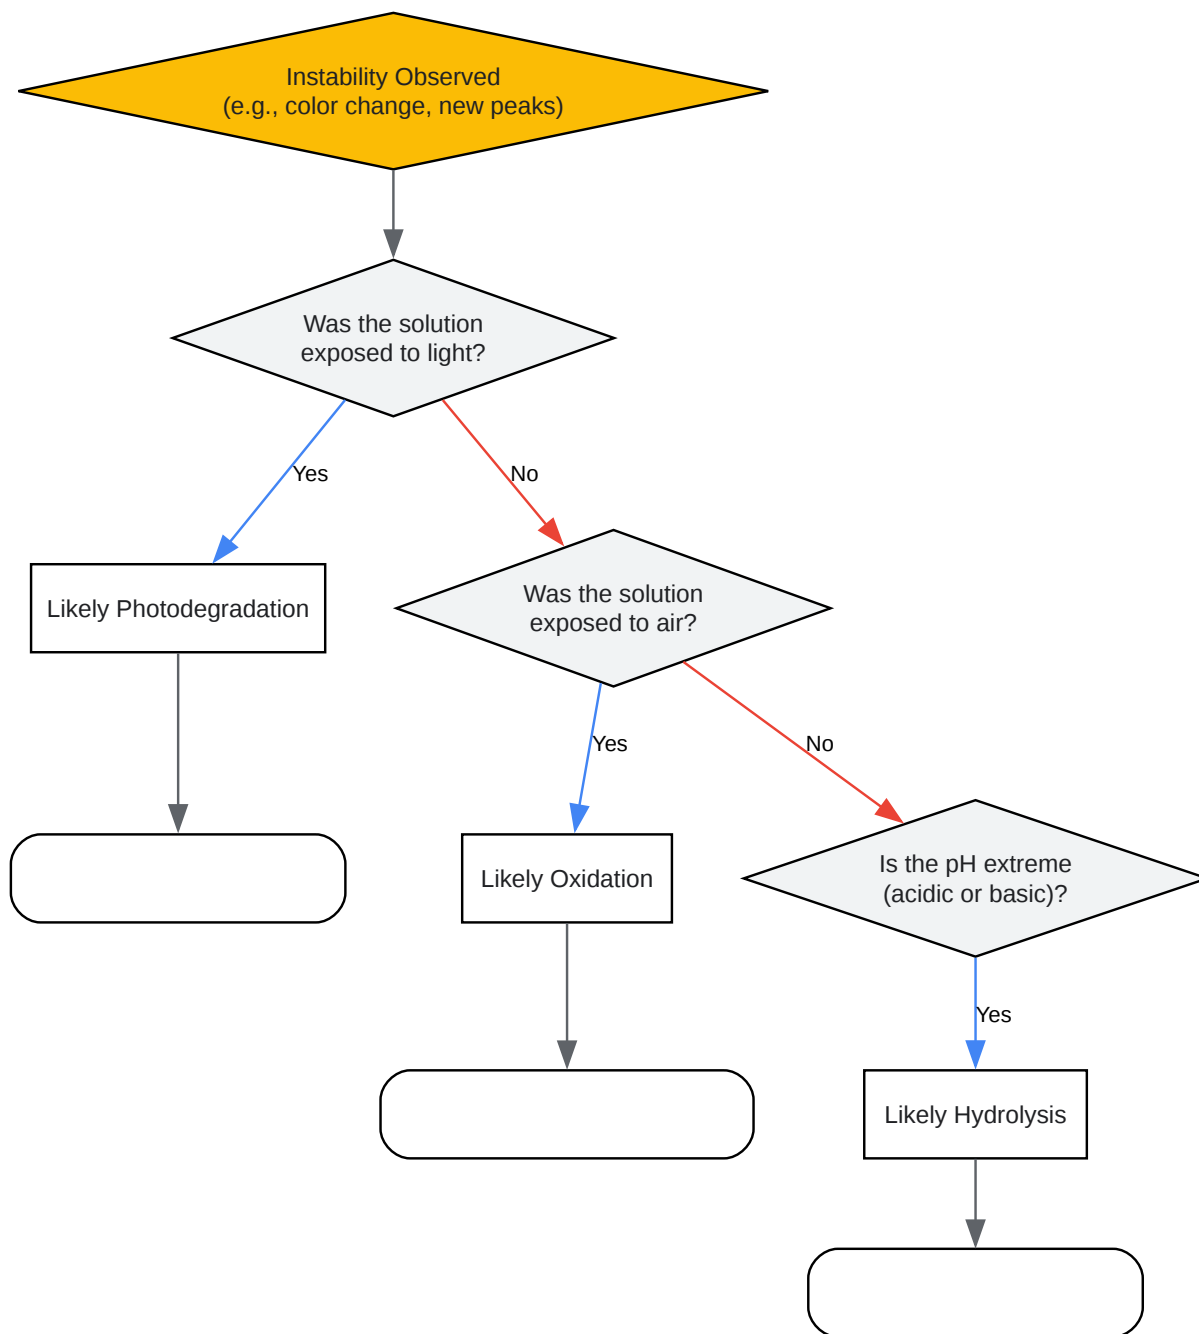 Instability Observed
(e.g., color change, new peaks)
Was the solution
exposed to light?
Yes
No
Likely Photodegradation
Was the solution
exposed to air?
Yes
No
Likely Oxidation
Is the pH extreme
(acidic or basic)?
Yes
Likely Hydrolysis